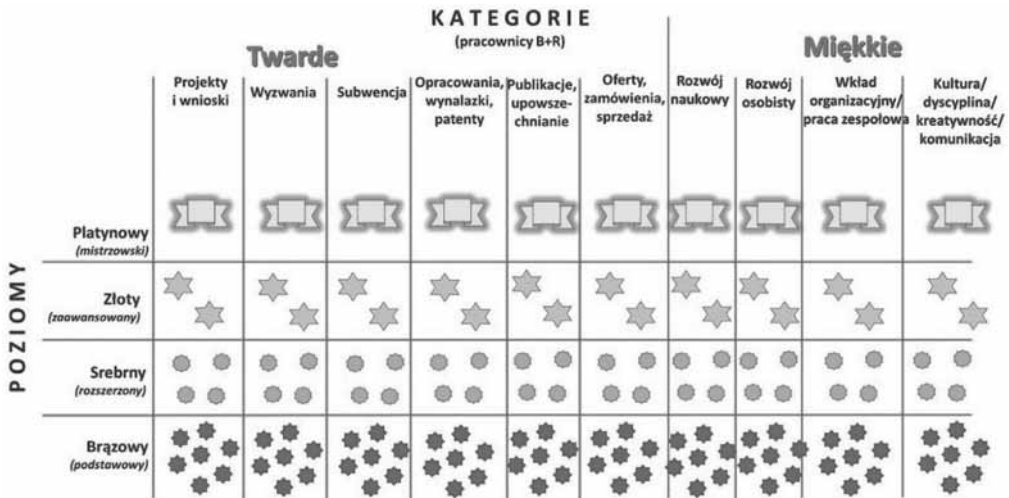 KATEGORIE
(pracownicy B+R)
Twarde
Miękkie
Projekty
i wnioski
Wyzwania
Subwencja
Opracowania,
wynalazki,
patenty
Publikacje,
upowsze-
chnianie
Oferty,
zamówienia,
sprzedaż
Rozwój
naukowy
Rozwój
osobisty
Wkład
organizacyjny/
praca zespołowa
Kultura/
dyscyplina/
kreatywność/
komunikacja
POZIOMY
Platynowy
(mistrzowski)
Złoty
(zaawansowany)
Srebrny
(rozszerzony)
Brązowy
(podstawowy)